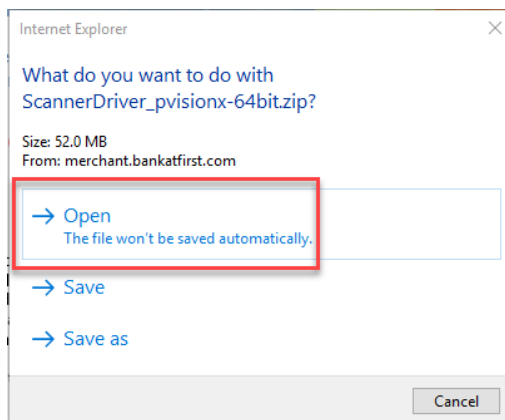 Internet Explorer
What do you want to do with
ScannerDriver_pvisionx-64bit.zip?
Size: 52.0 MB
From: merchant.bankatfirst.com
Open
The file won't be saved automatically.
Save
Save as
Cancel